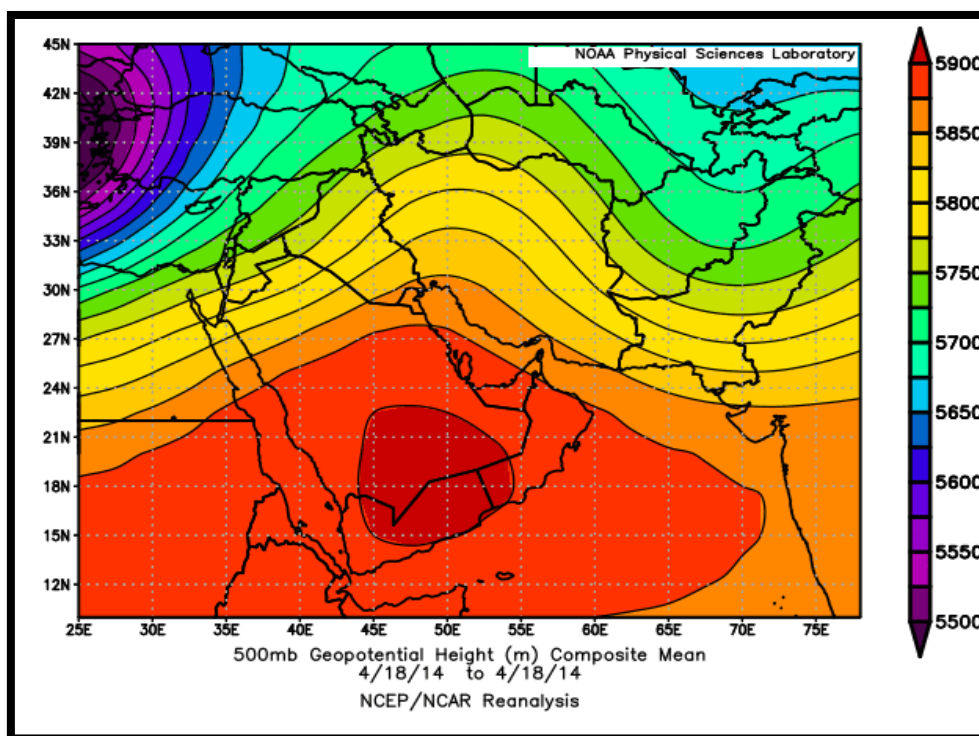 NOAA Physical Sciences Laboratory
45N
42N
39N
36N
33N
30N
27N
24N
21N
18N
15N
12N
25E 30E 35E 40E 45E 50E 55E 60E 65E 70E 75E
5900
5850
5800
5750
5700
5650
5600
5550
5500
500mb Geopotential Height (m) Composite Mean
4/18/14 to 4/18/14
NCEP/NCAR Reanalysis